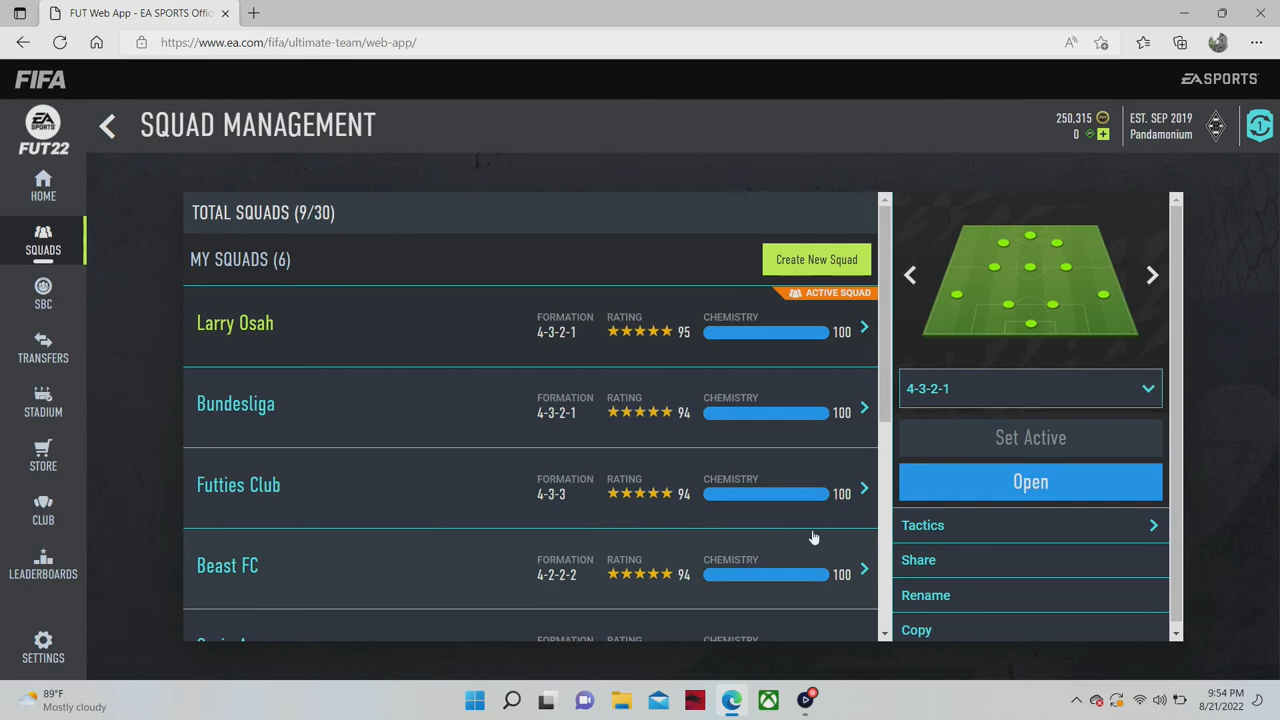 FUT Web App - EA SPORTS Offici
https://www.ea.com/fifa/ultimate-team/web-app/
FIFA
EA SPORTS
EA SPORTS
FUT22
SQUAD MANAGEMENT
250,315
0
EST. SEP 2019
Pandamonium
1
HOME
SQUADS
SBC
TRANSFERS
STADIUM
STORE
CLUB
LEADERBOARDS
SETTINGS
TOTAL SQUADS (9/30)
MY SQUADS (6)
Create New Squad
ACTIVE SQUAD
Larry Osah
FORMATION RATING CHEMISTRY
4-3-2-1 95 100
Bundesliga
FORMATION RATING CHEMISTRY
4-3-2-1 94 100
Futties Club
FORMATION RATING CHEMISTRY
4-3-3 94 100
Beast FC
FORMATION RATING CHEMISTRY
4-2-2-2 94 100
FORMATION RATING CHEMISTRY
4-3-2-1
Set Active
Open
Tactics
Share
Rename
Copy
89°F
Mostly cloudy
9:54 PM
8/21/2022